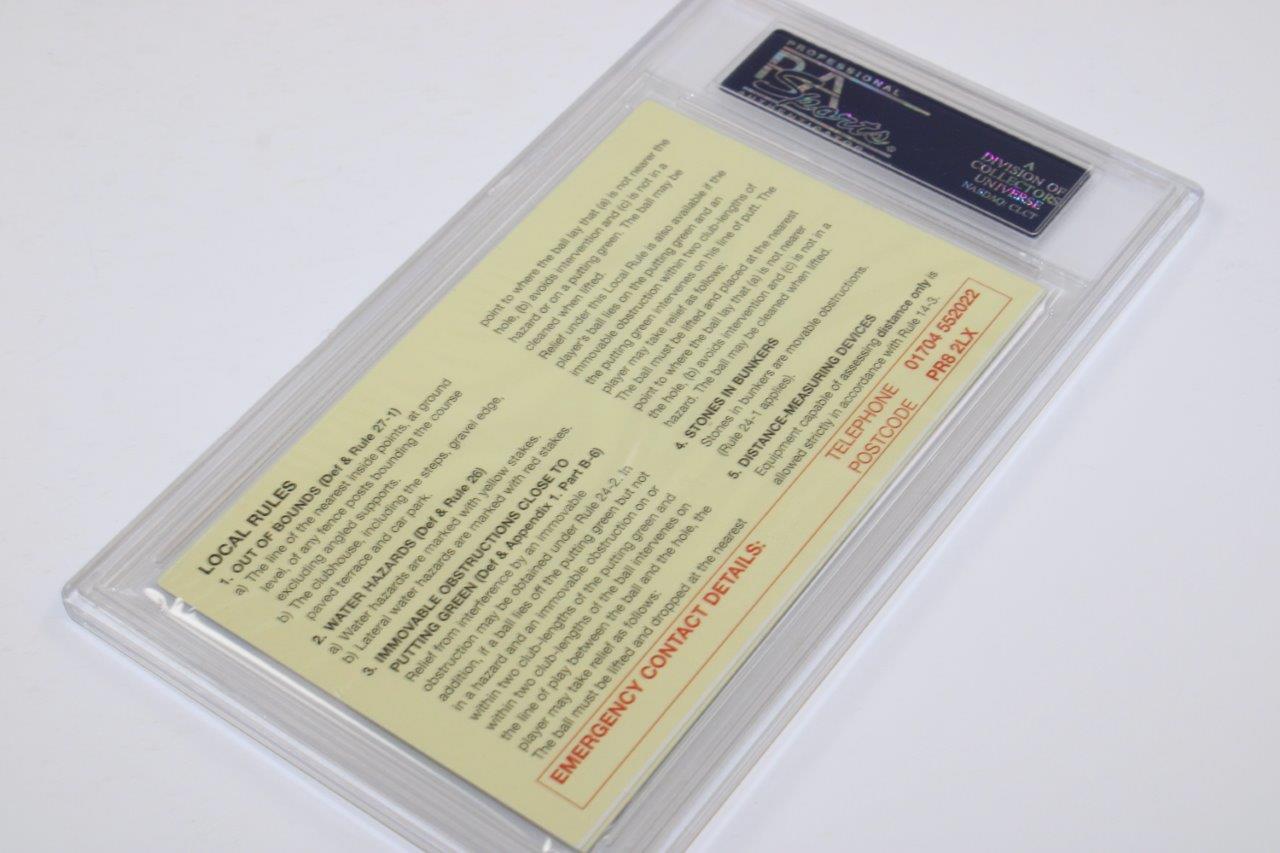 PROFESSIONAL
PSA
Sports
AUTHENTICATOR
A
DIVISION OF
COLLECTORS
UNIVERSE
NASDAQ: CLCT
LOCAL RULES
1. OUT OF BOUNDS (Def & Rule 27-1)
a) The line of the nearest inside points, at ground
level, of any fence posts bounding the course
excluding angled supports.
b) The clubhouse, including the steps, gravel edge,
paved terrace and car park.
2. WATER HAZARDS (Def & Rule 26)
a) Water hazards are marked with yellow stakes.
b) Lateral water hazards are marked with red stakes.
3. IMMOVABLE OBSTRUCTIONS CLOSE TO
PUTTING GREEN (Def & Appendix 1. Part B-6)
Relief from interference by an immovable
obstruction may be obtained under Rule 24-2. In
addition, if a ball lies off the putting green but not
in a hazard and an immovable obstruction on or
within two club-lengths of the putting green and
within two club-lengths of the ball intervenes on
the line of play between the ball and the hole, the
player may take relief as follows:
The ball must be lifted and dropped at the nearest
point to where the ball lay that (a) is not nearer the
hole, (b) avoids intervention and (c) is not in a
hazard or on a putting green. The ball may be
cleaned when lifted.
Relief under this Local Rule is also available if the
player's ball lies on the putting green and an
immovable obstruction within two club-lengths of
the putting green intervenes on his line of putt. The
player may take relief as follows:
The ball must be lifted and placed at the nearest
point to where the ball lay that (a) is not nearer
the hole, (b) avoids intervention and (c) is not in a
hazard. The ball may be cleaned when lifted.
4. STONES IN BUNKERS
Stones in bunkers are movable obstructions.
(Rule 24-1 applies).
5. DISTANCE-MEASURING DEVICES
Equipment capable of assessing distance only is
allowed strictly in accordance with Rule 14-3.
EMERGENCY CONTACT DETAILS:
TELEPHONE 01704 552022
POSTCODE PR8 2LX